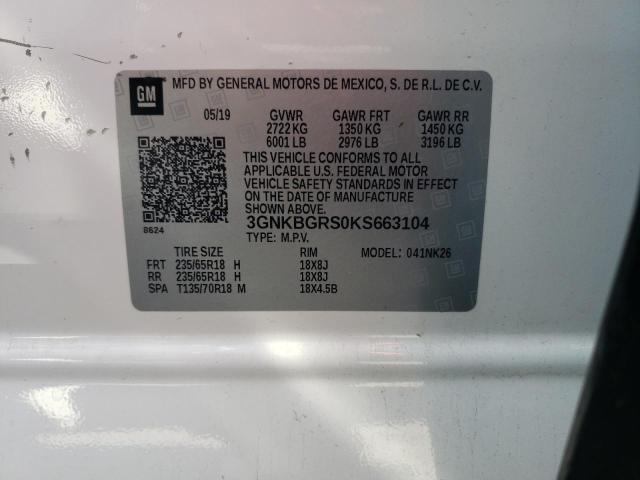 GM MFD BY GENERAL MOTORS DE MEXICO, S. DE R.L. DE C.V.
05/19 GVWR GAWR FRT GAWR RR
2722 KG 1350 KG 1450 KG
6001 LB 2976 LB 3196 LB
THIS VEHICLE CONFORMS TO ALL
APPLICABLE U.S. FEDERAL MOTOR
VEHICLE SAFETY STANDARDS IN EFFECT
ON THE DATE OF MANUFACTURE
SHOWN ABOVE.
8624
3GNKBGRS0KS663104
TYPE: M.P.V.
TIRE SIZE RIM MODEL: 041NK26
FRT 235/65R18 H 18X8J
RR 235/65R18 H 18X8J
SPA T135/70R18 M 18X4.5B